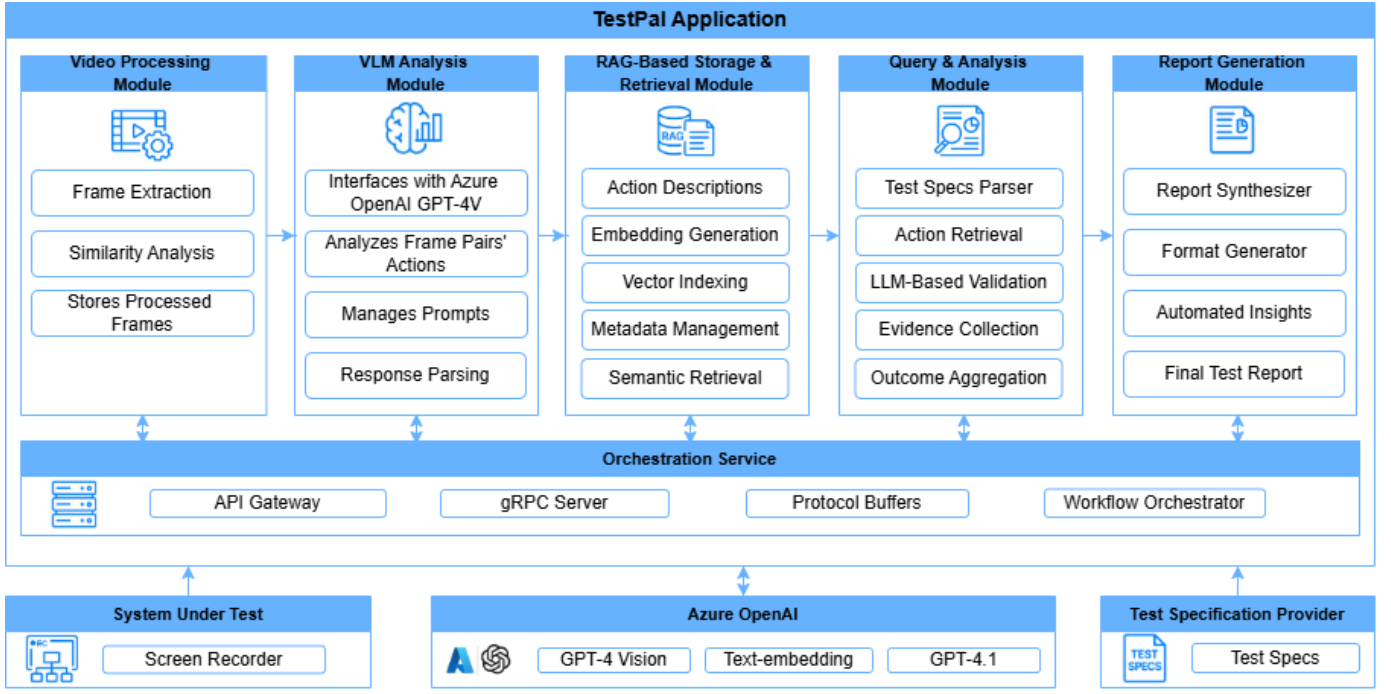 TestPal Application
Video Processing
Module
VLM Analysis
Module
RAG-Based Storage &
Retrieval Module
Query & Analysis
Module
Report Generation
Module
RAG
Frame Extraction
Similarity Analysis
Stores Processed
Frames
Interfaces with Azure
OpenAI GPT-4V
Analyzes Frame Pairs'
Actions
Manages Prompts
Response Parsing
Action Descriptions
Embedding Generation
Vector Indexing
Metadata Management
Semantic Retrieval
Test Specs Parser
Action Retrieval
LLM-Based Validation
Evidence Collection
Outcome Aggregation
Report Synthesizer
Format Generator
Automated Insights
Final Test Report
Orchestration Service
API Gateway
gRPC Server
Protocol Buffers
Workflow Orchestrator
System Under Test
REC
Screen Recorder
Azure OpenAI
GPT-4 Vision
Text-embedding
GPT-4.1
Test Specification Provider
TEST
SPECS
Test Specs